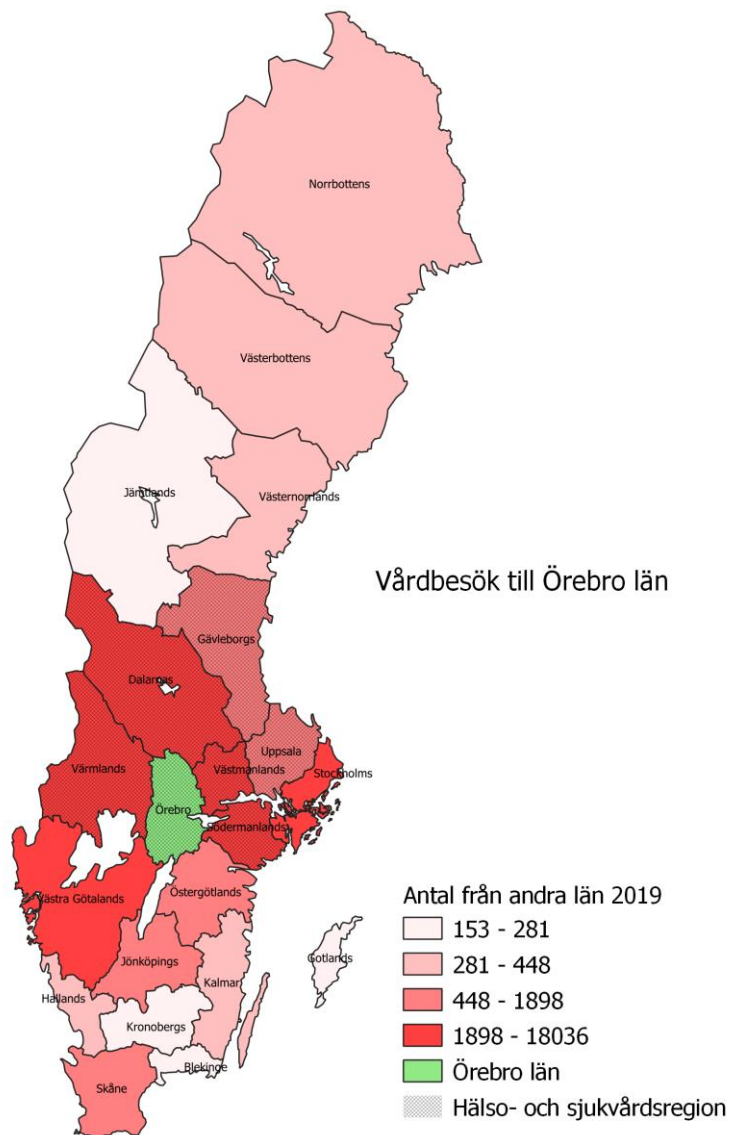 Norrbottens
Västerbottens
Jämtlands
Västernorrlands
Vårdbesök till Örebro län
Gävleborgs
Dalarnas
Uppsala
Värmlands
Västmanlands
Stockholms
Örebro
Södermanlands
Västra Götalands
Östergötlands
Antal från andra län 2019
153 - 281
281 - 448
448 - 1898
1898 - 18036
Örebro län
Hälso- och sjukvårdsregion
Gotlands
Jönköpings
Kalmar
Hallands
Kronobergs
Blekinge
Skåne